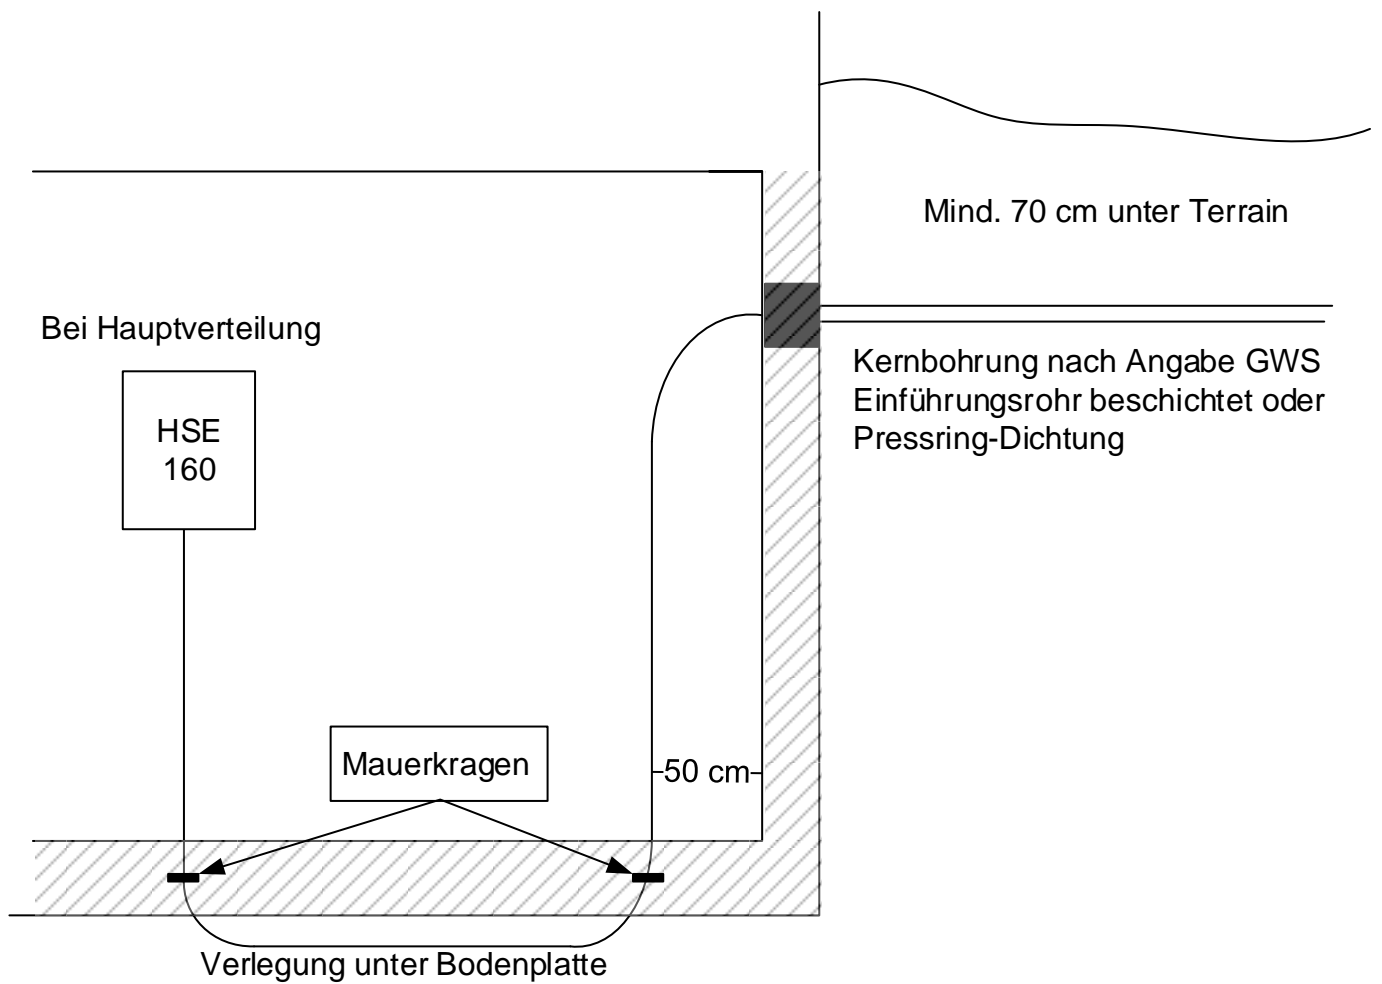 Mind. 70 cm unter Terrain
Bei Hauptverteilung
Kernbohrung nach Angabe GWS
Einführungsrohr beschichtet oder
Pressring-Dichtung
HSE
160
Mauerkragen
50 cm
Verlegung unter Bodenplatte